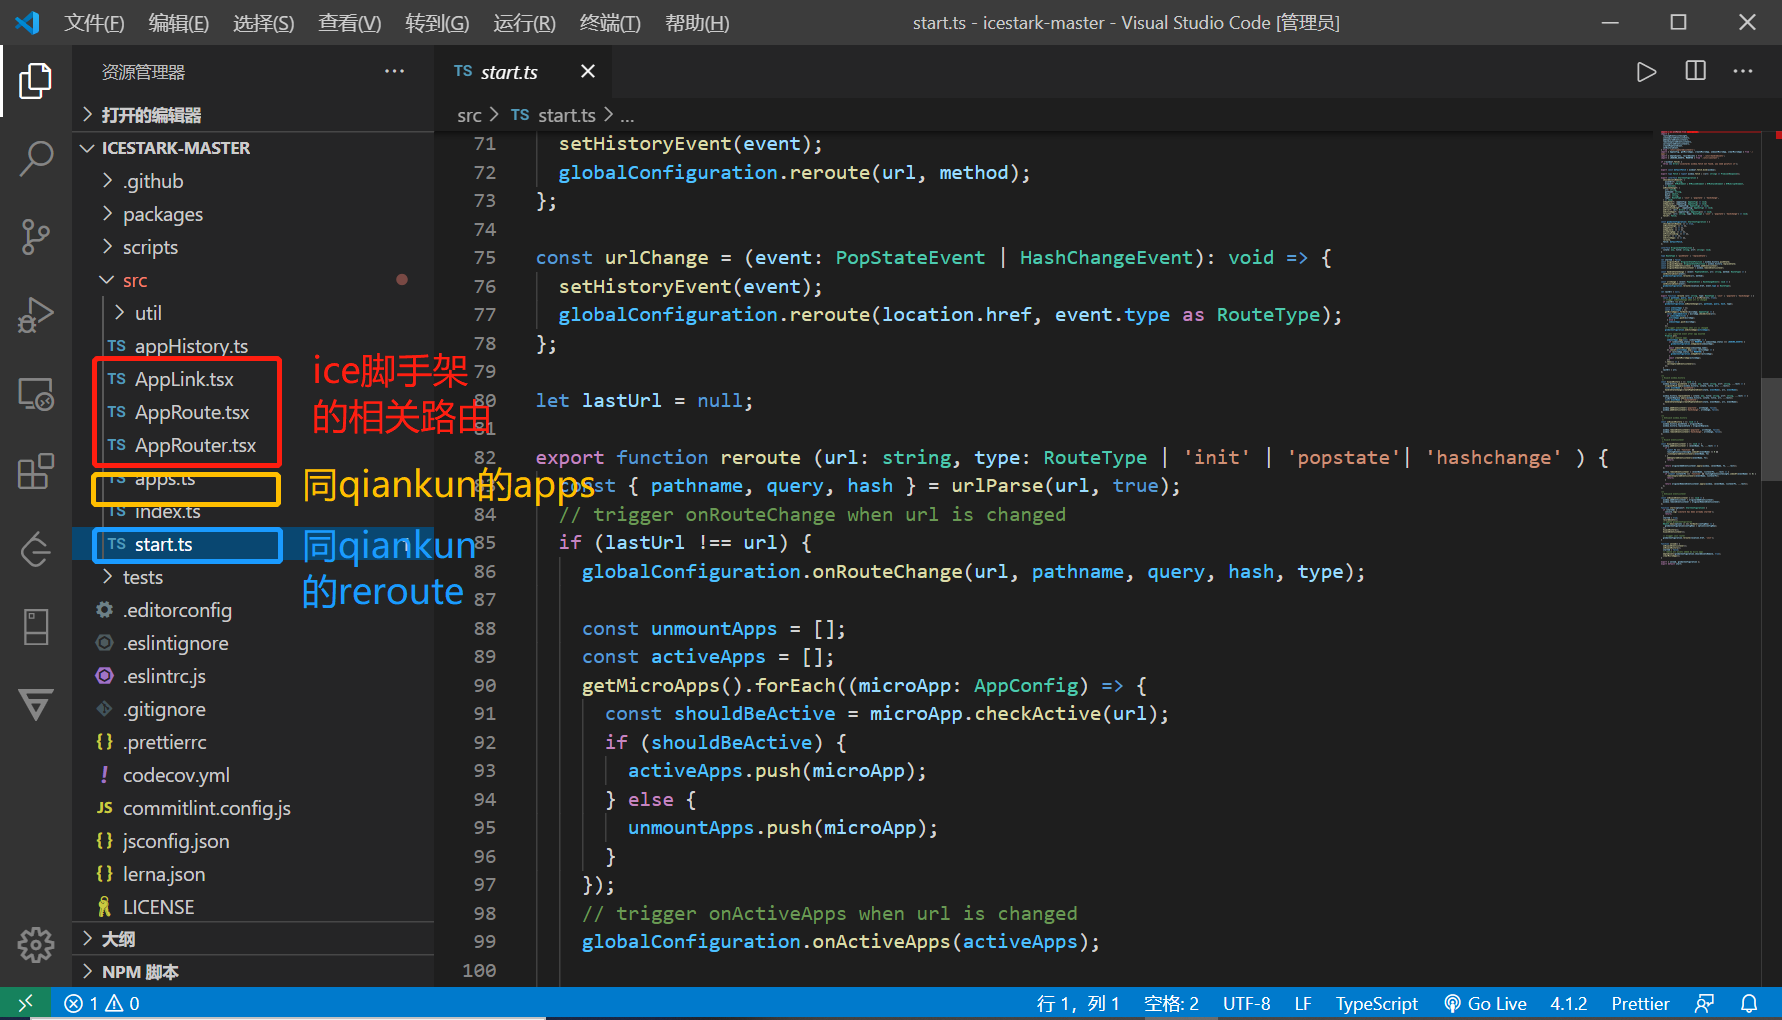 文件(F) 编辑(E) 选择(S) 查看(V) 转到(G) 运行(R) 终端(T) 帮助(H) start.ts - icestark-master - Visual Studio Code [管理员]
资源管理器 ...
打开的编辑器
ICESTARK-MASTER
.github
packages
scripts
src
util
TS appHistory.ts
TS AppLink.tsx
TS AppRoute.tsx
TS AppRouter.tsx
TS apps.ts
TS index.ts
TS start.ts 1
tests
.editorconfig
.eslintignore
.eslintrc.js
.gitignore
{} .prettierrc
! codecov.yml
JS commitlint.config.js
{} jsconfig.json
{} lerna.json
LICENSE
大纲
NPM 脚本
ice脚手架
的相关路由
同qiankun的apps
同qiankun
的reroute
TS start.ts
src > TS start.ts > ...
71 setHistoryEvent(event);
72 globalConfiguration.reroute(url, method);
73 };
74
75 const urlChange = (event: PopStateEvent | HashChangeEvent): void => {
76 setHistoryEvent(event);
77 globalConfiguration.reroute(location.href, event.type as RouteType);
78 };
79
80 let lastUrl = null;
81
82 export function reroute (url: string, type: RouteType | 'init' | 'popstate'| 'hashchange' ) {
83 const { pathname, query, hash } = urlParse(url, true);
84 // trigger onRouteChange when url is changed
85 if (lastUrl !== url) {
86 globalConfiguration.onRouteChange(url, pathname, query, hash, type);
87
88 const unmountApps = [];
89 const activeApps = [];
90 getMicroApps().forEach((microApp: AppConfig) => {
91 const shouldBeActive = microApp.checkActive(url);
92 if (shouldBeActive) {
93 activeApps.push(microApp);
94 } else {
95 unmountApps.push(microApp);
96 }
97 });
98 // trigger onActiveApps when url is changed
99 globalConfiguration.onActiveApps(activeApps);
100
1 0 行 1，列 1 空格: 2 UTF-8 LF TypeScript Go Live 4.1.2 Prettier